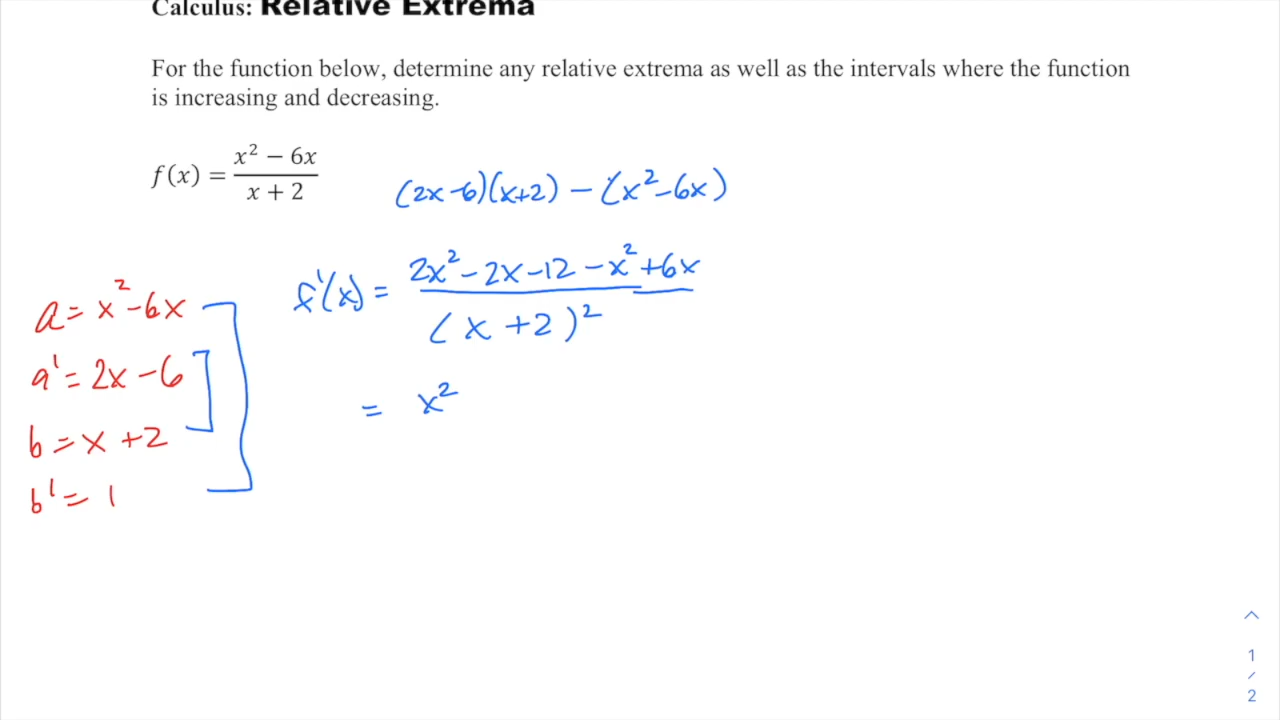 Calculus: Relative Extrema
For the function below, determine any relative extrema as well as the intervals where the function
is increasing and decreasing.
f(x) = (x² − 6x)/(x + 2)
(2x-6)(x+2) - (x²-6x)
f'(x) = (2x² - 2x - 12 - x² + 6x)/(x + 2)²
= x²
a = x² - 6x
a' = 2x - 6
b = x + 2
b' = 1
1
/
2